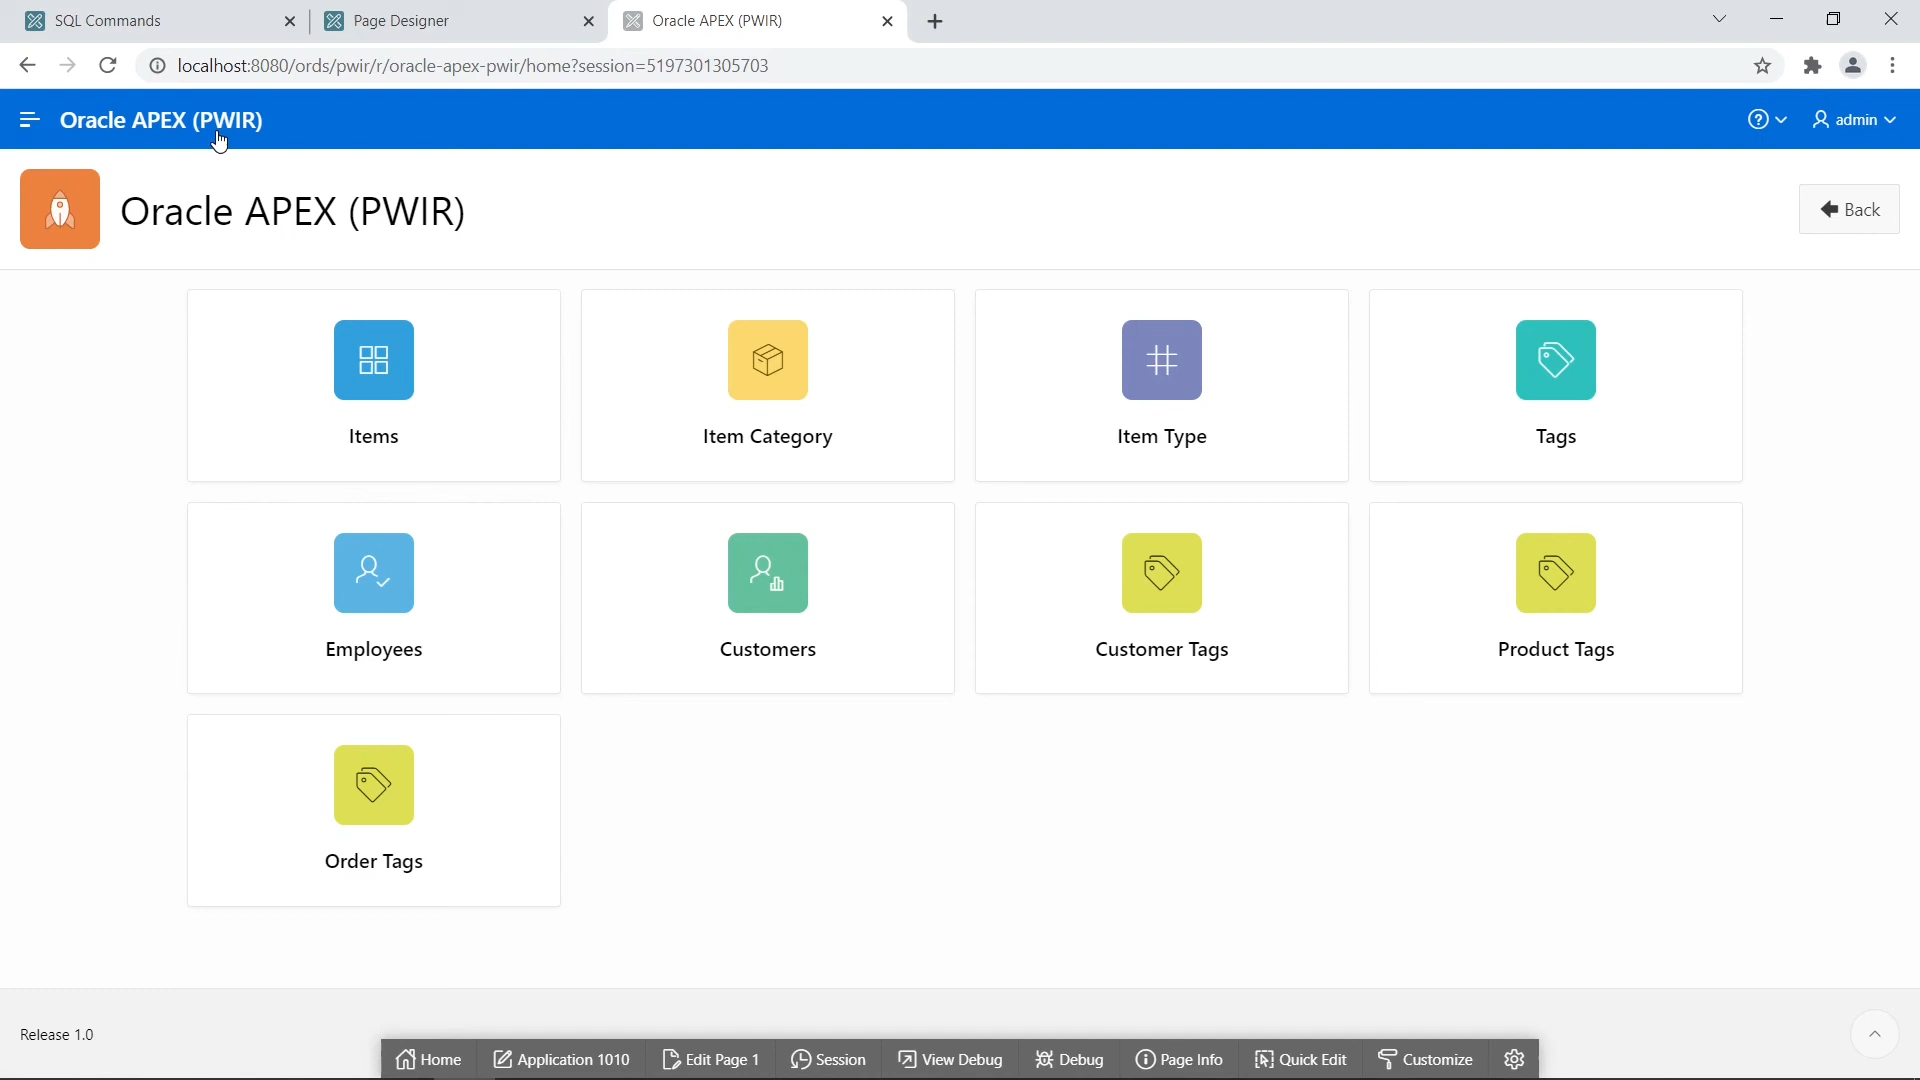 SQL Commands
Page Designer
Oracle APEX (PWIR)
localhost:8080/ords/pwir/r/oracle-apex-pwir/home?session=5197301305703
Oracle APEX (PWIR)
admin
Oracle APEX (PWIR)
Back
Items
Item Category
Item Type
Tags
Employees
Customers
Customer Tags
Product Tags
Order Tags
Release 1.0
Home
Application 1010
Edit Page 1
Session
View Debug
Debug
Page Info
Quick Edit
Customize